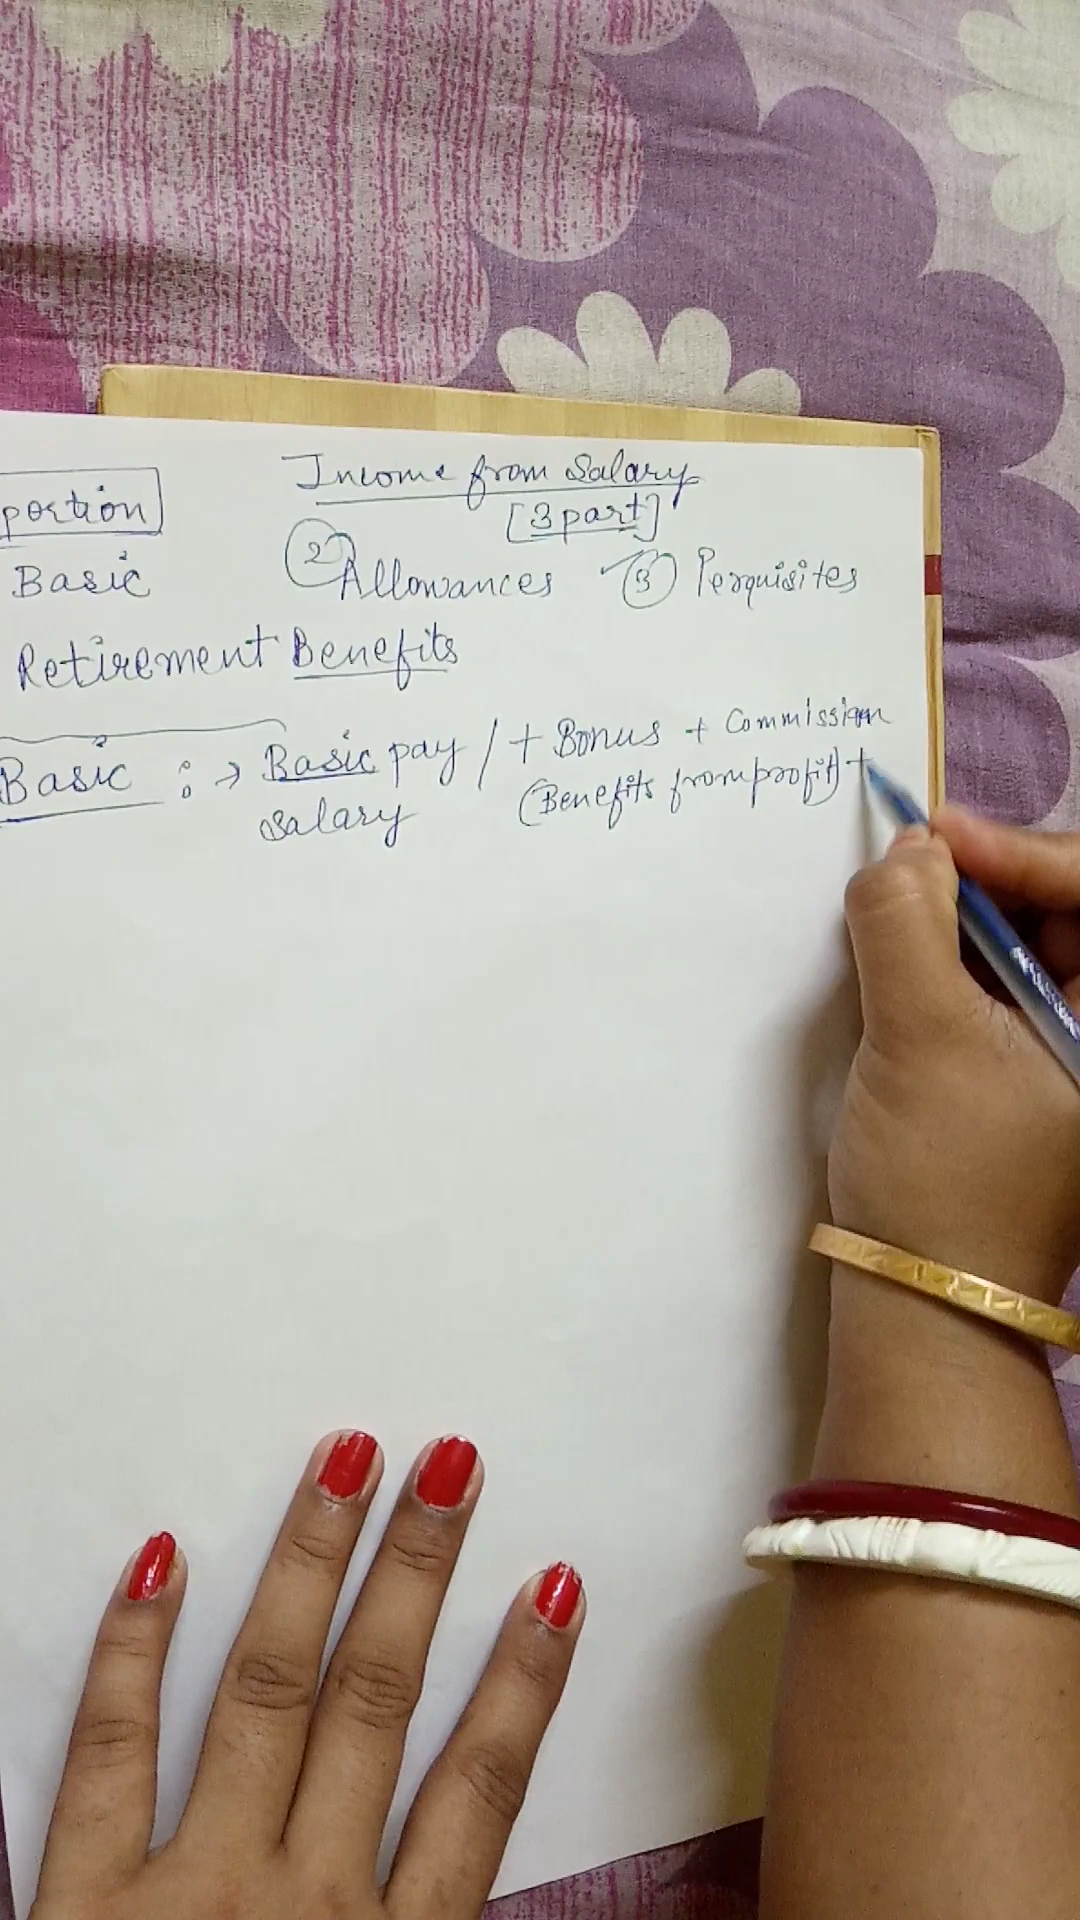 Income from Salary
portion [3 part]
Basic 2 Allowances 3 Perquisites
Retirement Benefits
Basic : → Basic pay / + Bonus + Commission
Salary (Benefits from profit) +